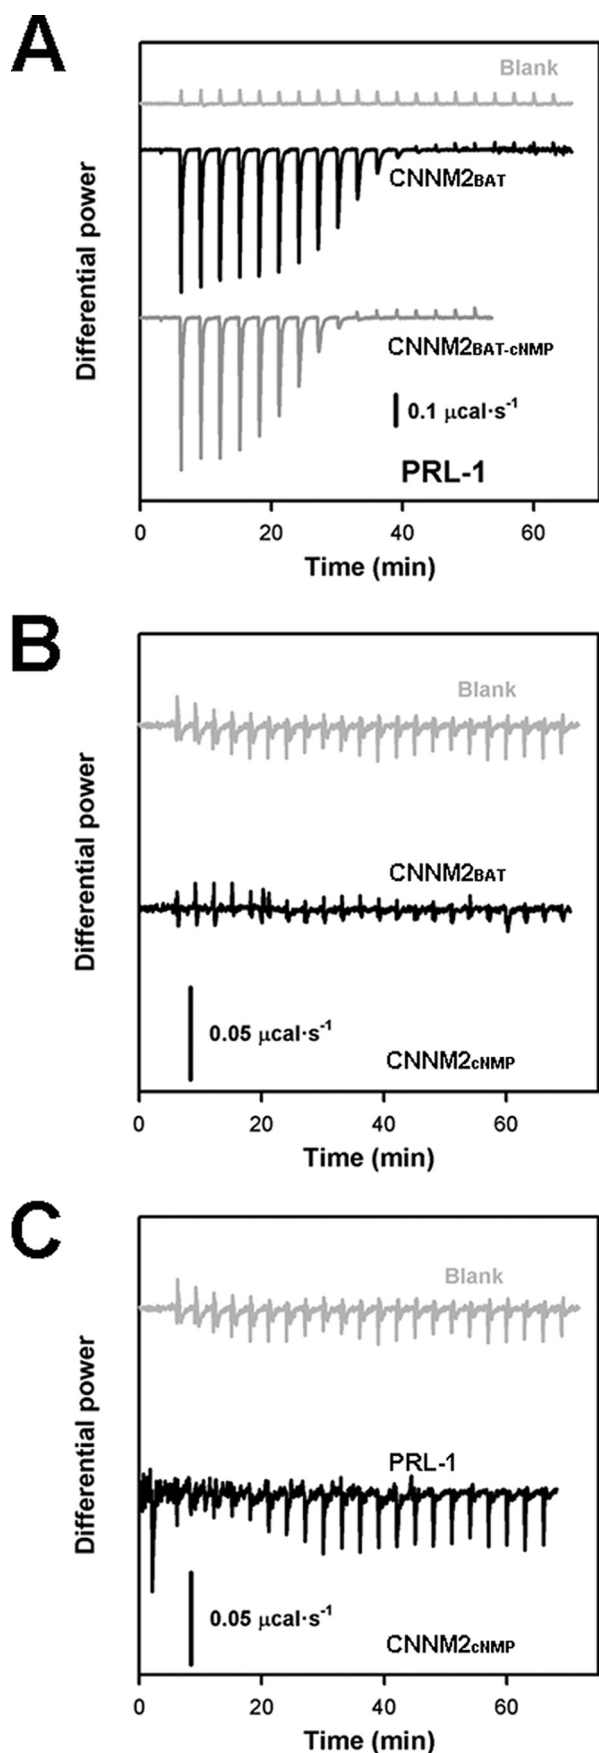 A
Blank
CNNM2BAT
CNNM2BAT-cNMP
0.1 μcal·s-1
PRL-1
Differential power
0 20 40 60
Time (min)
B
Blank
CNNM2BAT
0.05 μcal·s-1
CNNM2cNMP
Differential power
0 20 40 60
Time (min)
C
Blank
PRL-1
0.05 μcal·s-1
CNNM2cNMP
Differential power
0 20 40 60
Time (min)